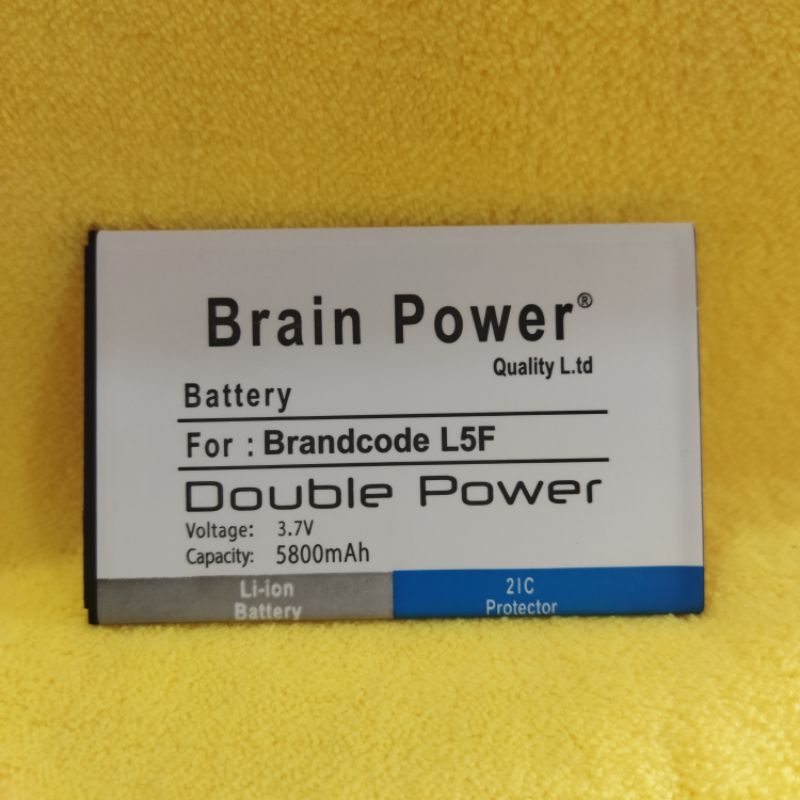 Brain Power®
Quality L.td
Battery
For : Brandcode L5F
Double Power
Voltage: 3.7V
Capacity: 5800mAh
Li-ion
Battery
2IC
Protector